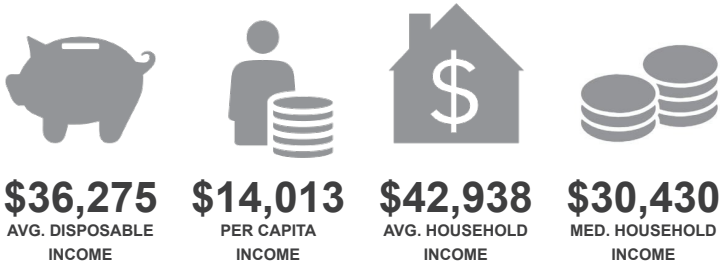 $
$36,275
AVG. DISPOSABLE
INCOME
$14,013
PER CAPITA
INCOME
$42,938
AVG. HOUSEHOLD
INCOME
$30,430
MED. HOUSEHOLD
INCOME